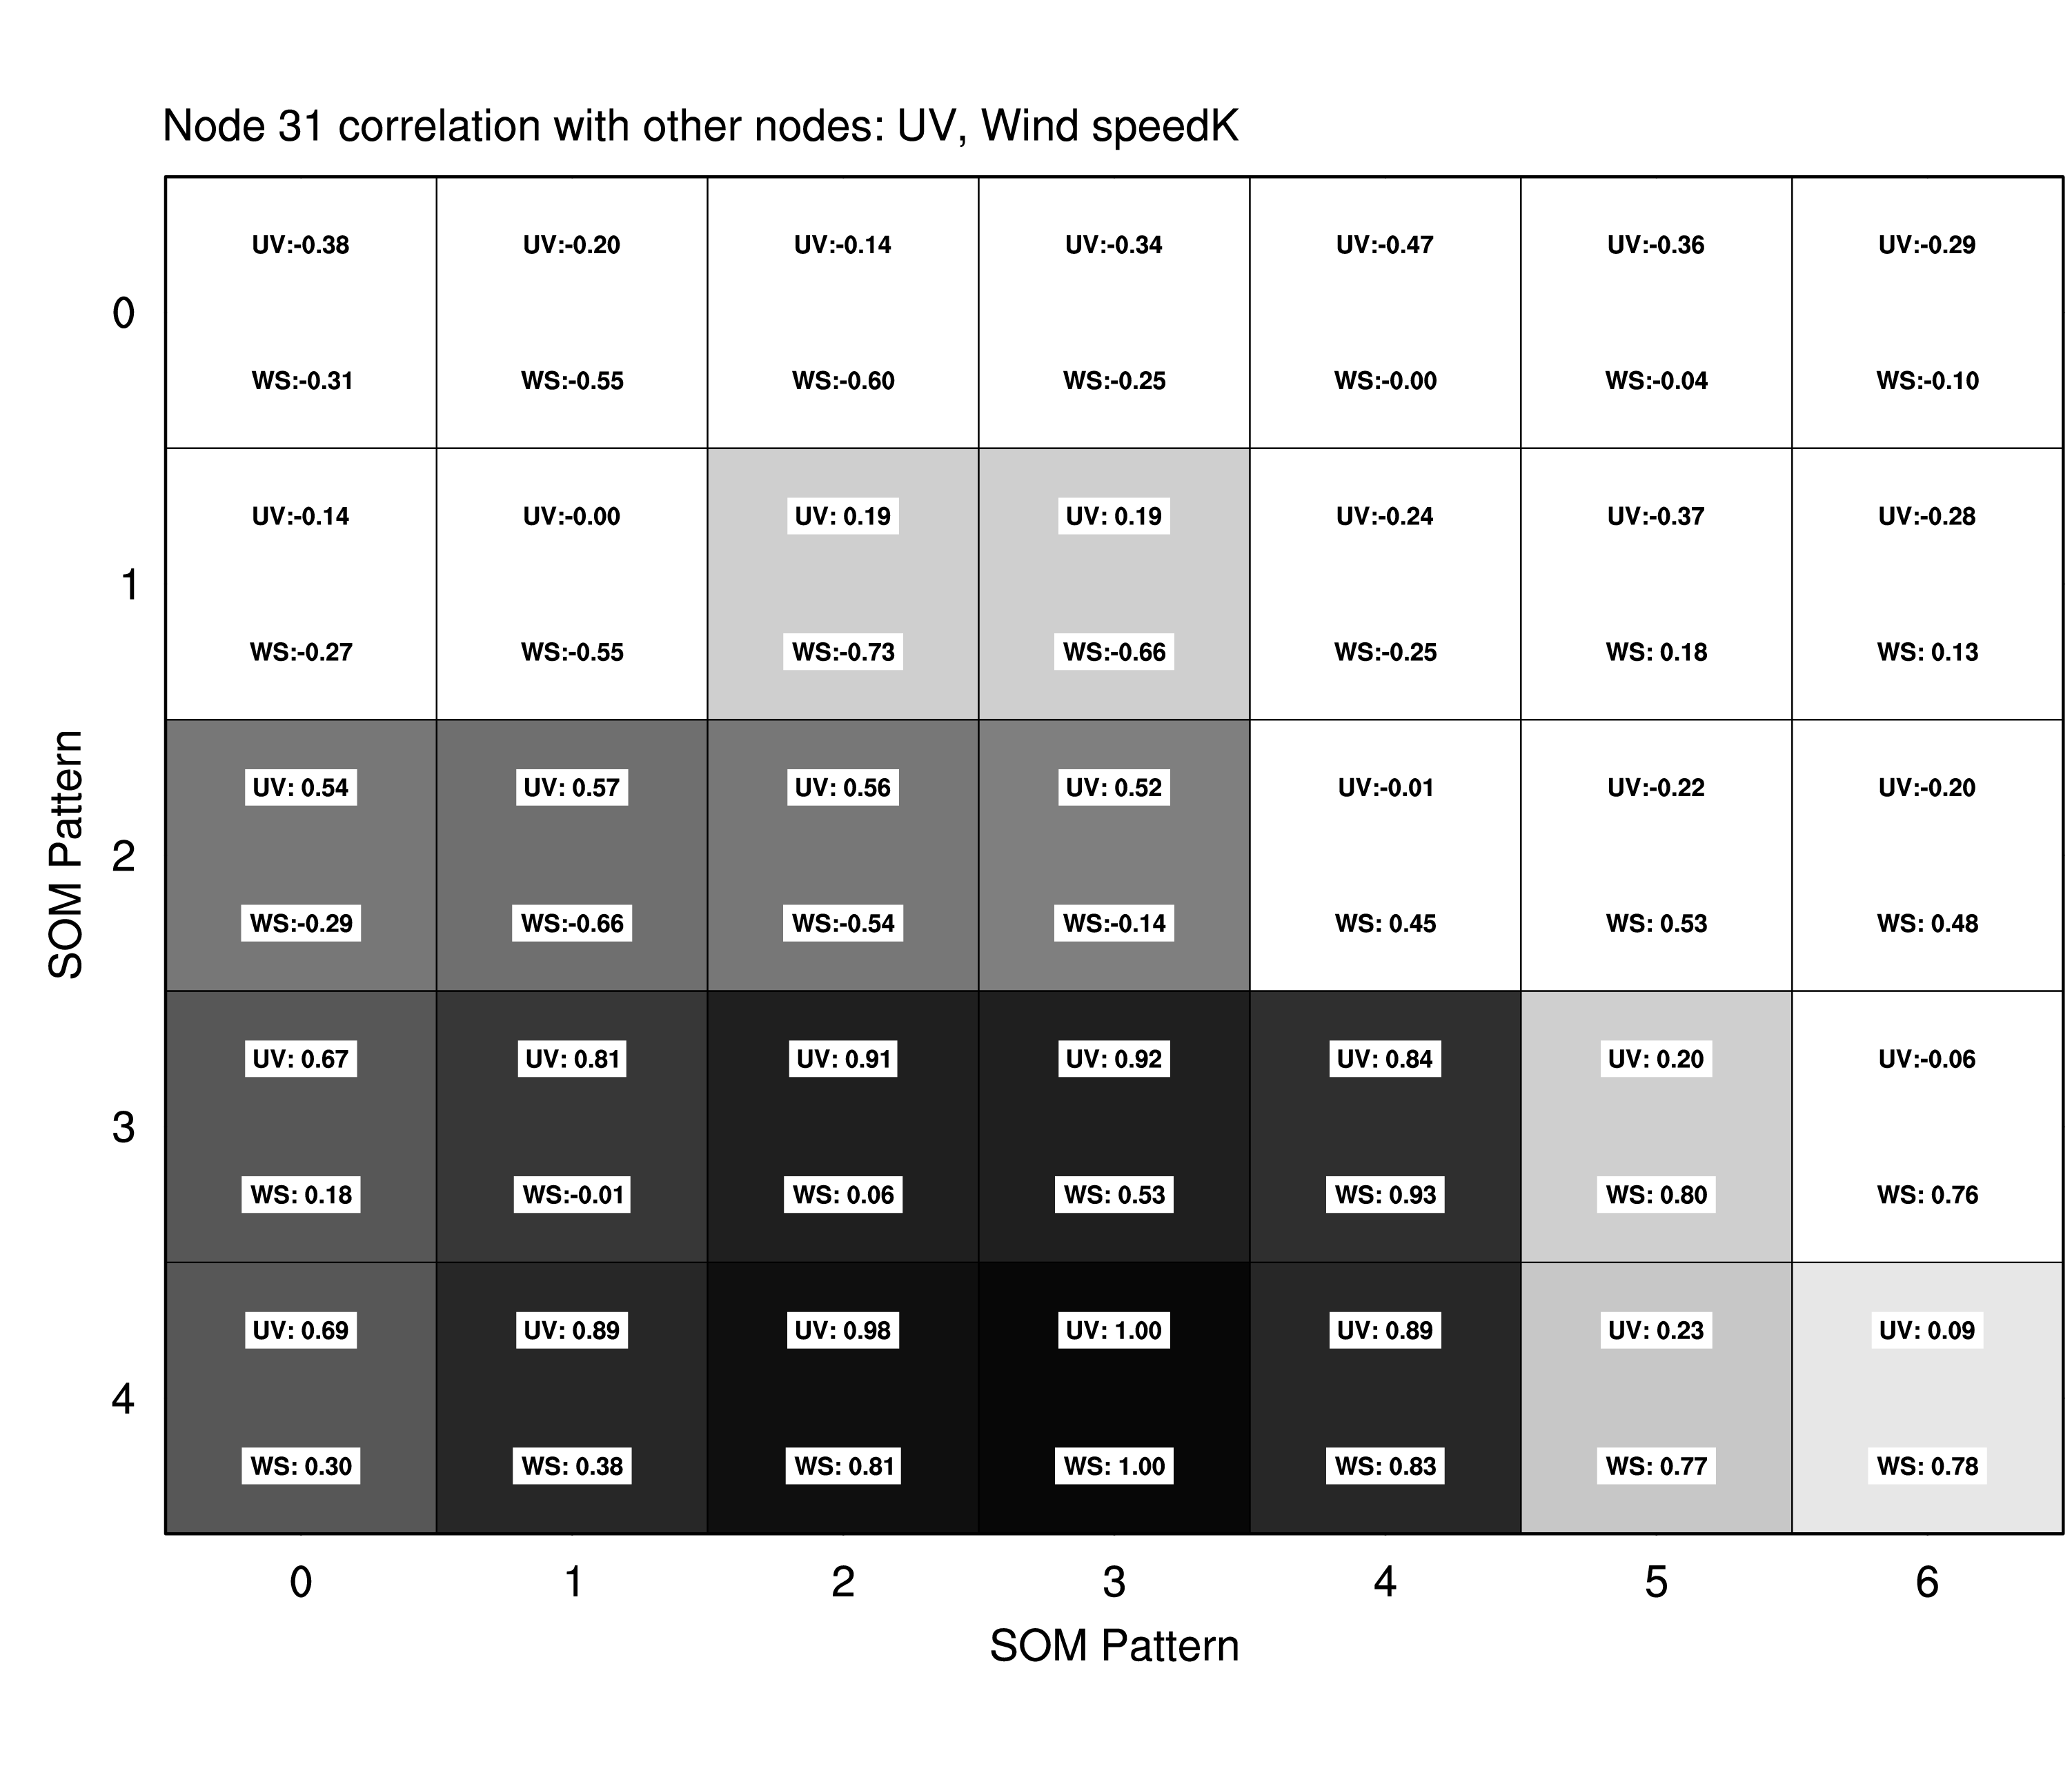 Node 31 correlation with other nodes: UV, Wind speedK
UV:-0.38 UV:-0.20 UV:-0.14 UV:-0.34 UV:-0.47 UV:-0.36 UV:-0.29
0
WS:-0.31 WS:-0.55 WS:-0.60 WS:-0.25 WS:-0.00 WS:-0.04 WS:-0.10
UV:-0.14 UV:-0.00 UV: 0.19 UV: 0.19 UV:-0.24 UV:-0.37 UV:-0.28
1
WS:-0.27 WS:-0.55 WS:-0.73 WS:-0.66 WS:-0.25 WS: 0.18 WS: 0.13
UV: 0.54 UV: 0.57 UV: 0.56 UV: 0.52 UV:-0.01 UV:-0.22 UV:-0.20
SOM Pattern
2
WS:-0.29 WS:-0.66 WS:-0.54 WS:-0.14 WS: 0.45 WS: 0.53 WS: 0.48
UV: 0.67 UV: 0.81 UV: 0.91 UV: 0.92 UV: 0.84 UV: 0.20 UV:-0.06
3
WS: 0.18 WS:-0.01 WS: 0.06 WS: 0.53 WS: 0.93 WS: 0.80 WS: 0.76
UV: 0.69 UV: 0.89 UV: 0.98 UV: 1.00 UV: 0.89 UV: 0.23 UV: 0.09
4
WS: 0.30 WS: 0.38 WS: 0.81 WS: 1.00 WS: 0.83 WS: 0.77 WS: 0.78
0 1 2 3 4 5 6
SOM Pattern